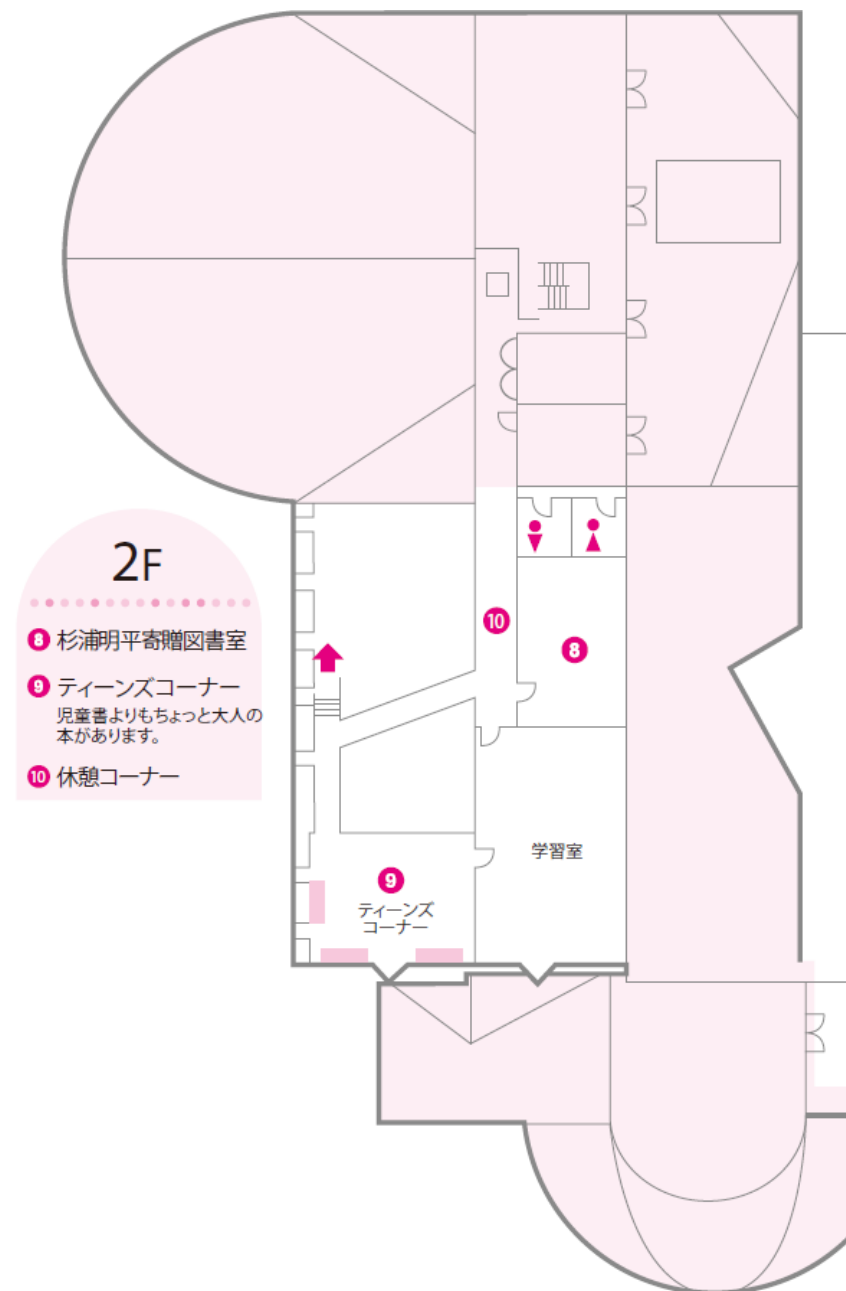 2F
8 杉浦明平寄贈図書室
9 ティーンズコーナー
児童書よりもちょっと大人の
本があります。
10 休憩コーナー
10
8
学習室
9
ティーンズ
コーナー